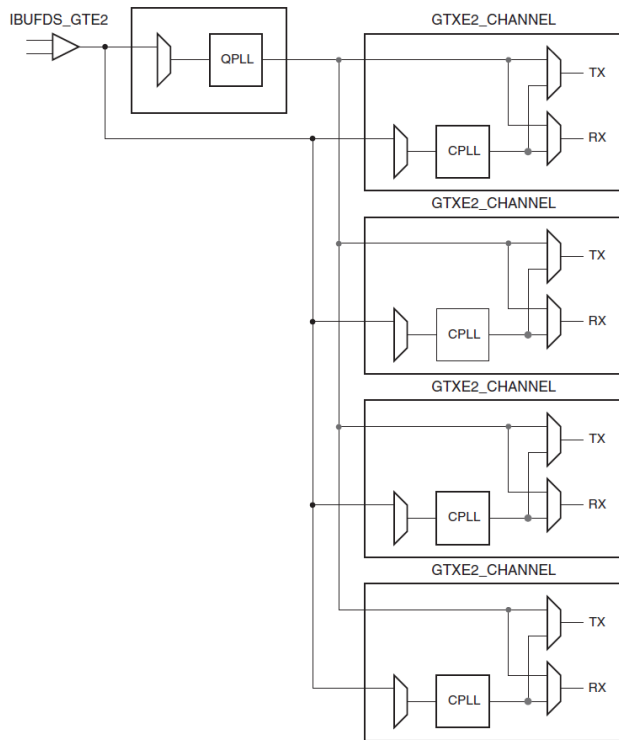 IBUFDS_GTE2
QPLL
GTXE2_CHANNEL
TX
CPLL
RX
GTXE2_CHANNEL
TX
CPLL
RX
GTXE2_CHANNEL
TX
CPLL
RX
GTXE2_CHANNEL
TX
CPLL
RX